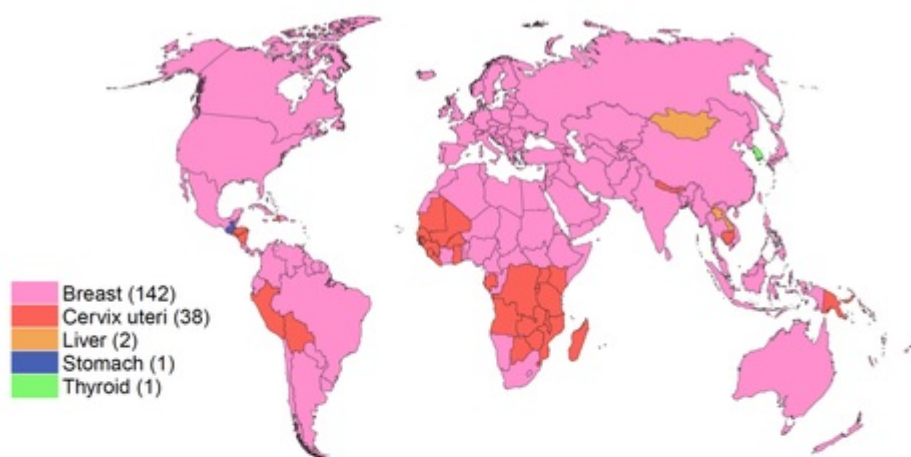 Breast (142)
Cervix uteri (38)
Liver (2)
Stomach (1)
Thyroid (1)